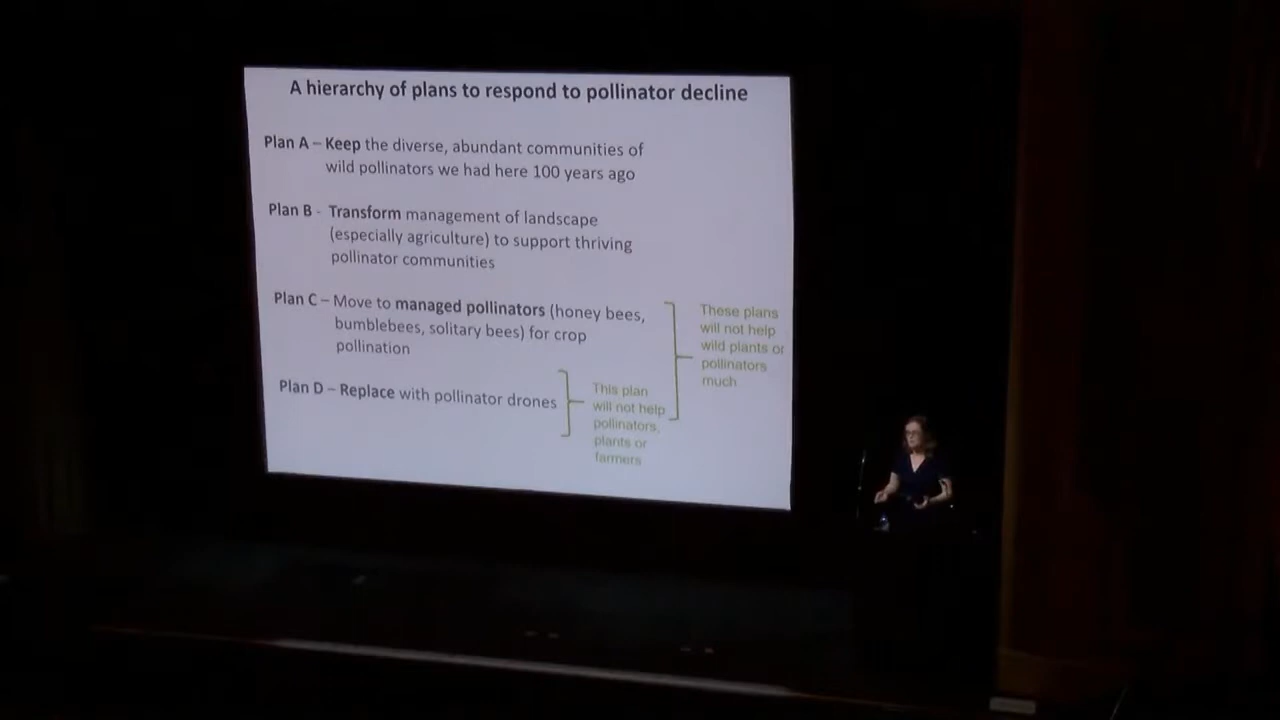 A hierarchy of plans to respond to pollinator decline
Plan A – Keep the diverse, abundant communities of
wild pollinators we had here 100 years ago
Plan B - Transform management of landscape
(especially agriculture) to support thriving
pollinator communities
Plan C – Move to managed pollinators (honey bees,
bumblebees, solitary bees) for crop
pollination
These plans
will not help
wild plants or
pollinators
much
Plan D – Replace with pollinator drones
This plan
will not help
pollinators,
plants or
farmers